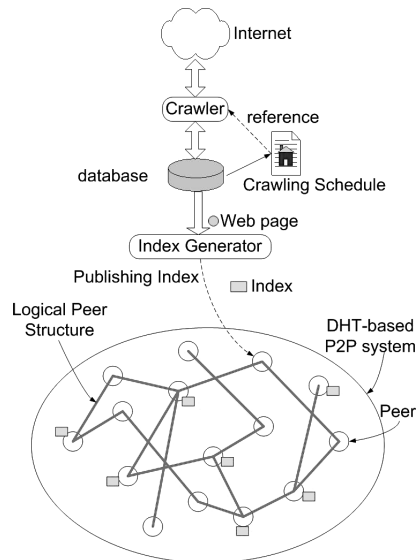 Internet
Crawler
reference
database
Crawling Schedule
Web page
Index Generator
Publishing Index
Index
Logical Peer
Structure
DHT-based
P2P system
Peer